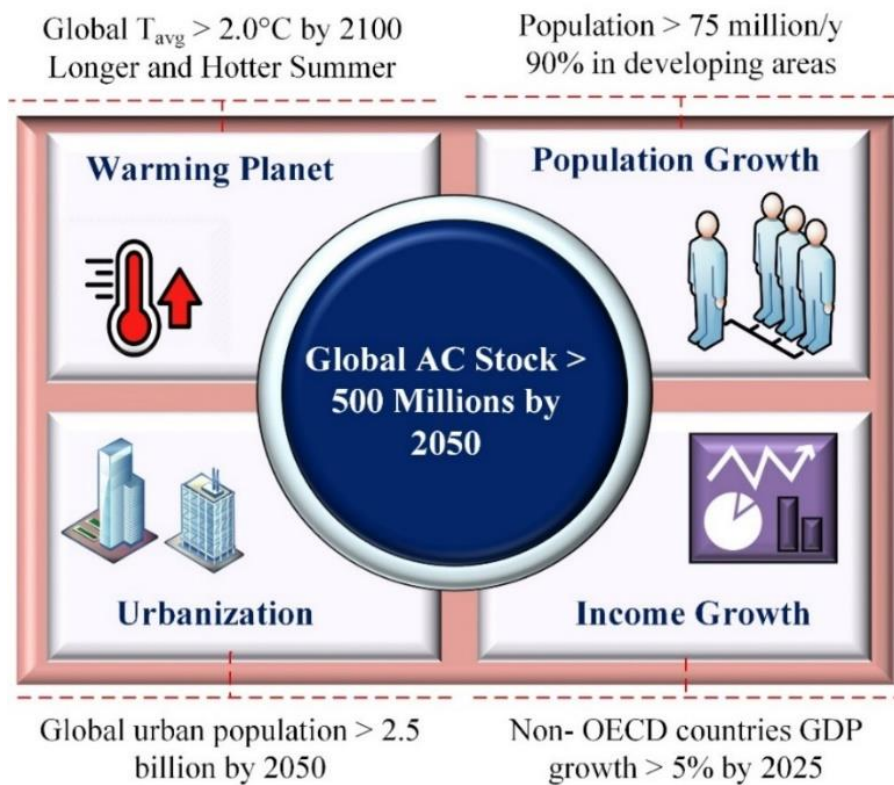 Global T_avg > 2.0°C by 2100
Longer and Hotter Summer
Population > 75 million/y
90% in developing areas
Warming Planet
Population Growth
Global AC Stock >
500 Millions by
2050
Urbanization
Income Growth
Global urban population > 2.5
billion by 2050
Non- OECD countries GDP
growth > 5% by 2025